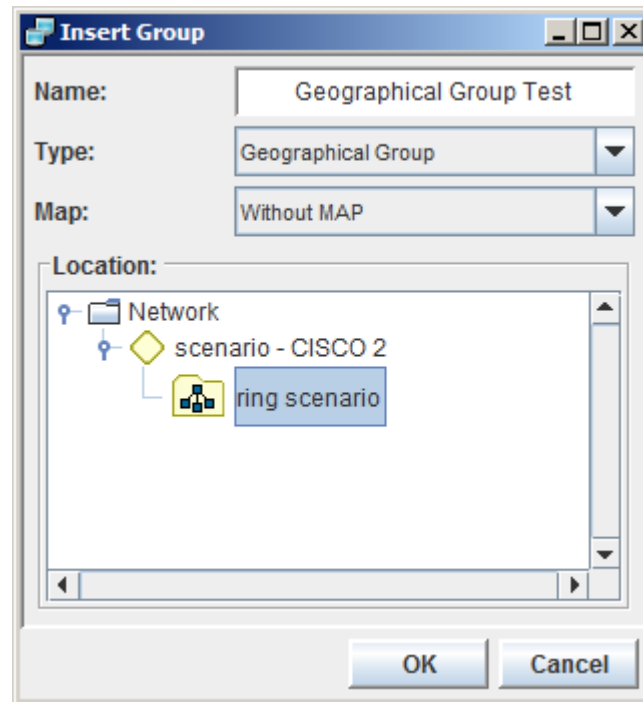 Insert Group
Name: Geographical Group Test
Type: Geographical Group
Map: Without MAP
Location:
Network
scenario - CISCO 2
ring scenario
OK Cancel